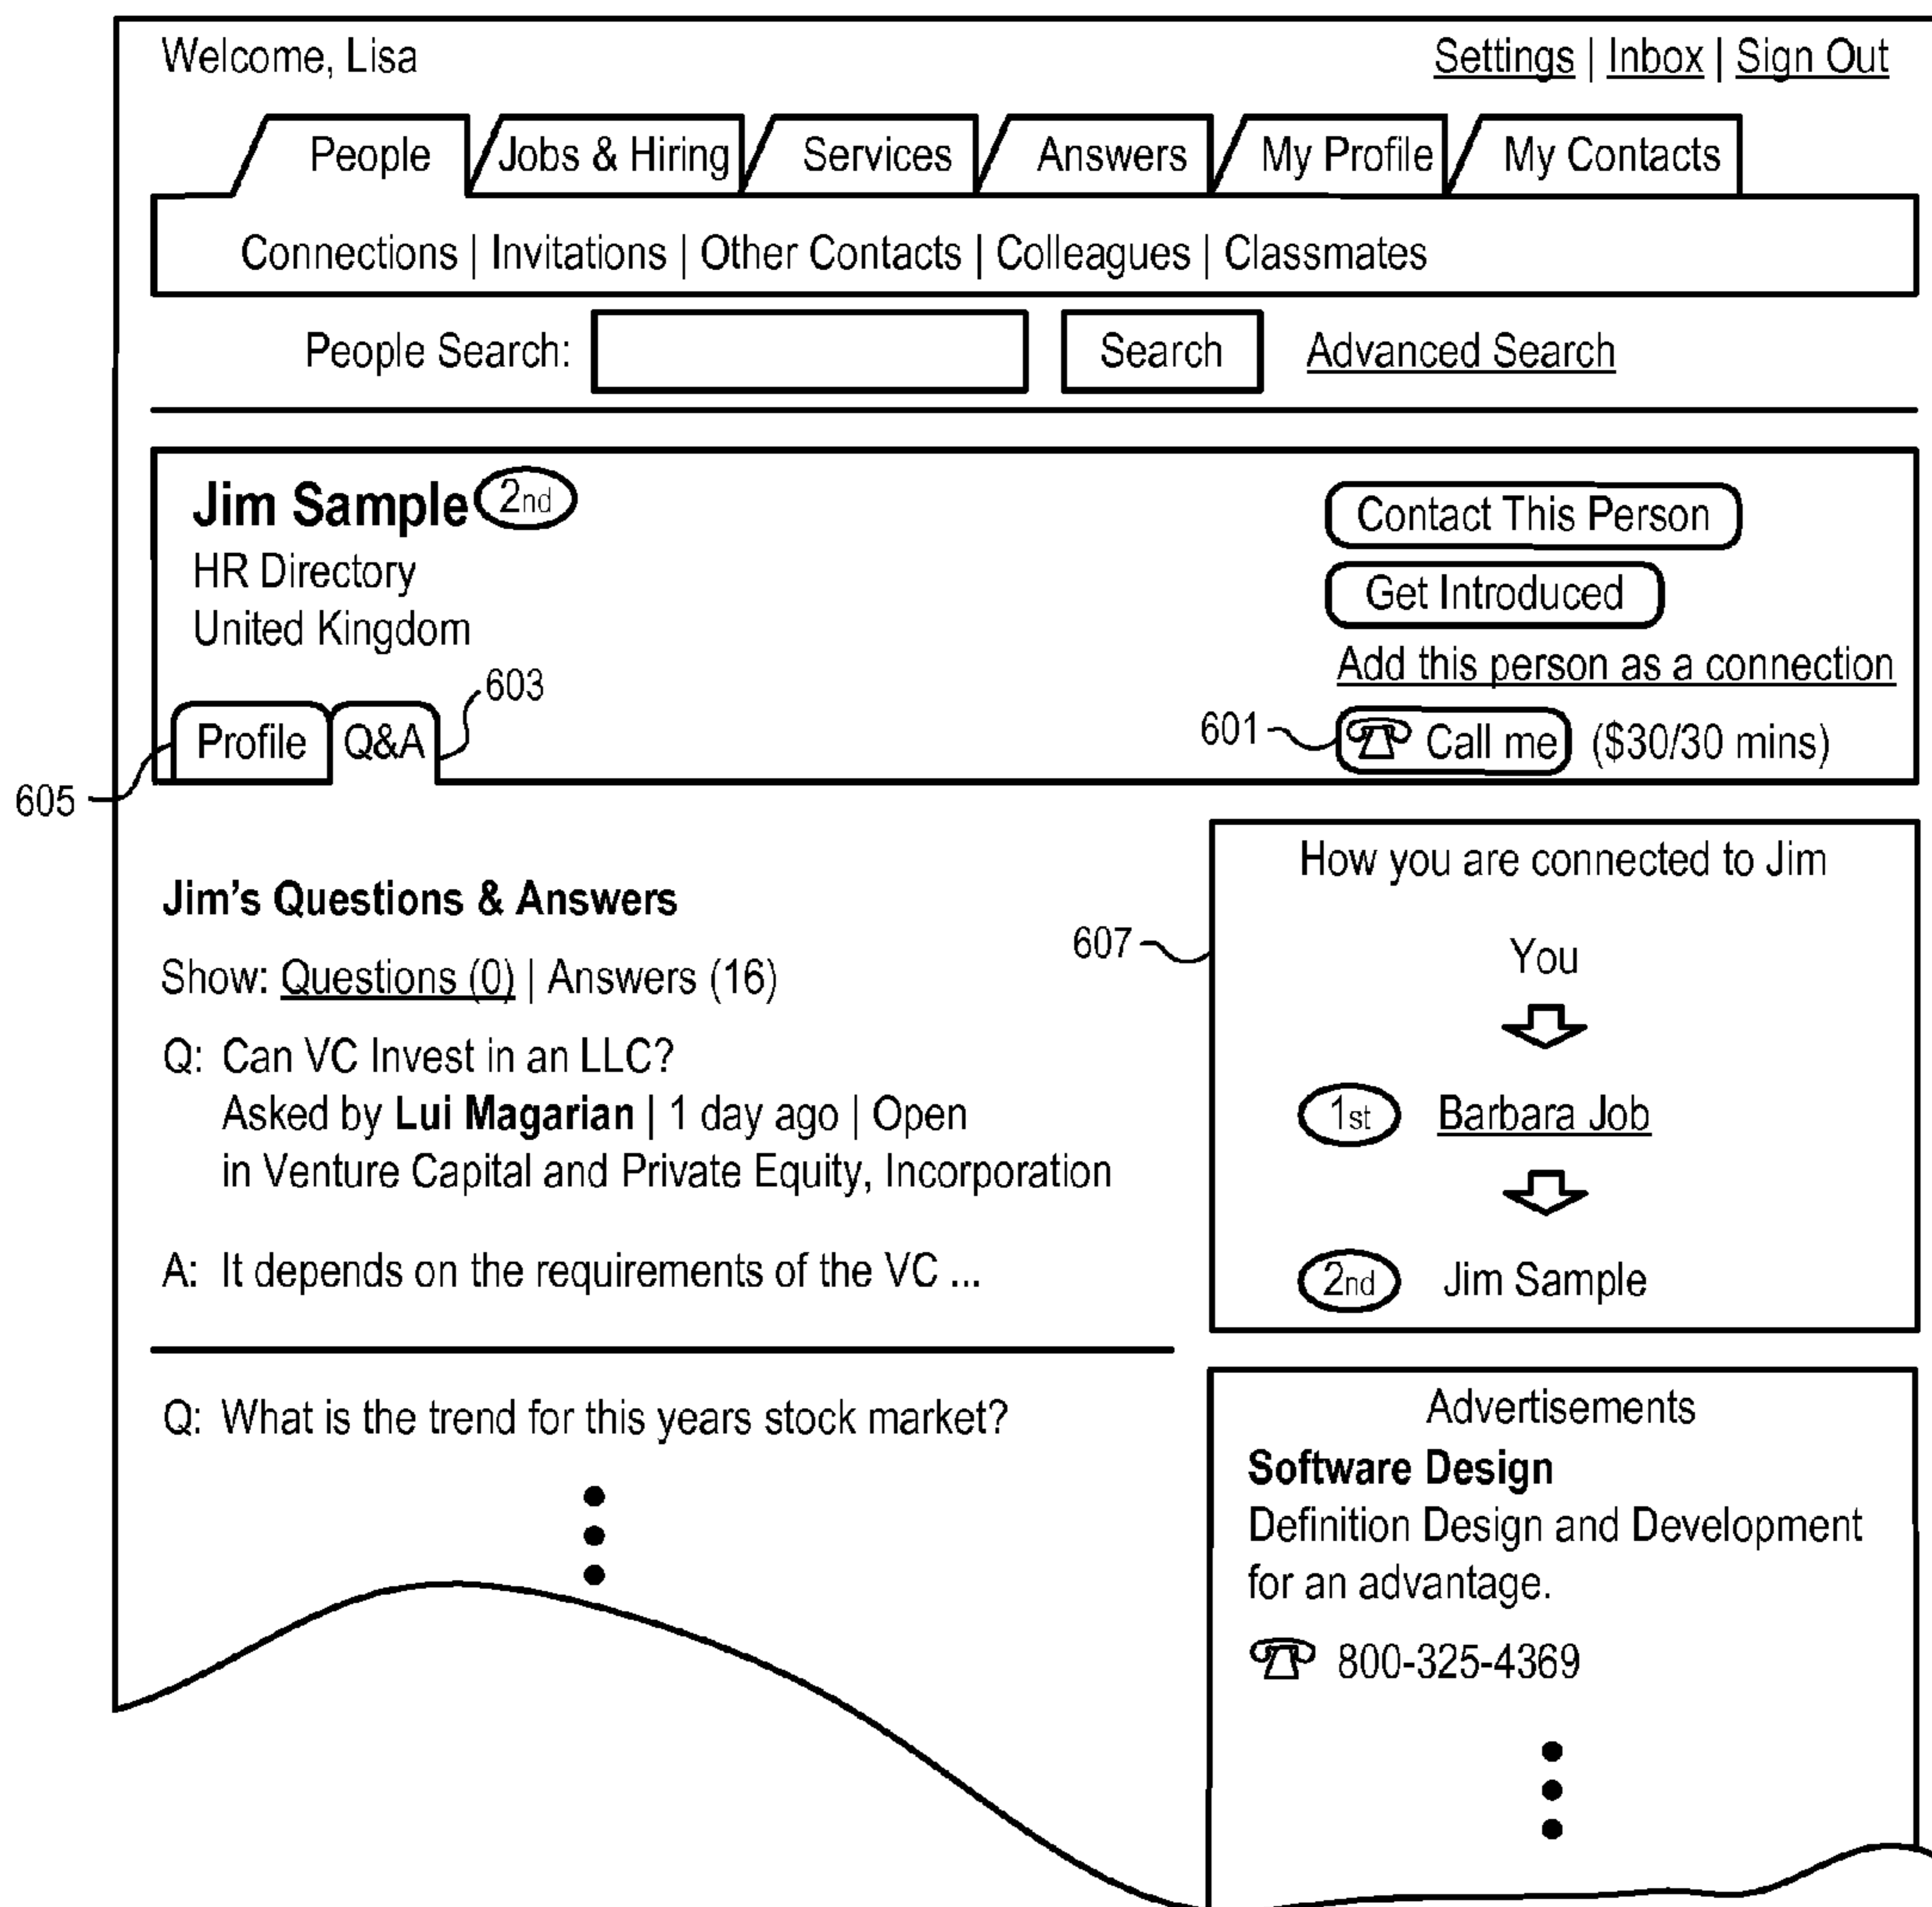 Welcome, Lisa
Settings | Inbox | Sign Out
People
Jobs & Hiring
Services
Answers
My Profile
My Contacts
Connections | Invitations | Other Contacts | Colleagues | Classmates
People Search:
Search
Advanced Search
Jim Sample 2nd
HR Directory
United Kingdom
Contact This Person
Get Introduced
Add this person as a connection
601
Call me ($30/30 mins)
603
Profile
Q&A
605
Jim's Questions & Answers
Show: Questions (0) | Answers (16)
Q: Can VC Invest in an LLC?
Asked by Lui Magarian | 1 day ago | Open
in Venture Capital and Private Equity, Incorporation
A: It depends on the requirements of the VC ...
Q: What is the trend for this years stock market?
607
How you are connected to Jim
You
1st Barbara Job
2nd Jim Sample
Advertisements
Software Design
Definition Design and Development
for an advantage.
800-325-4369